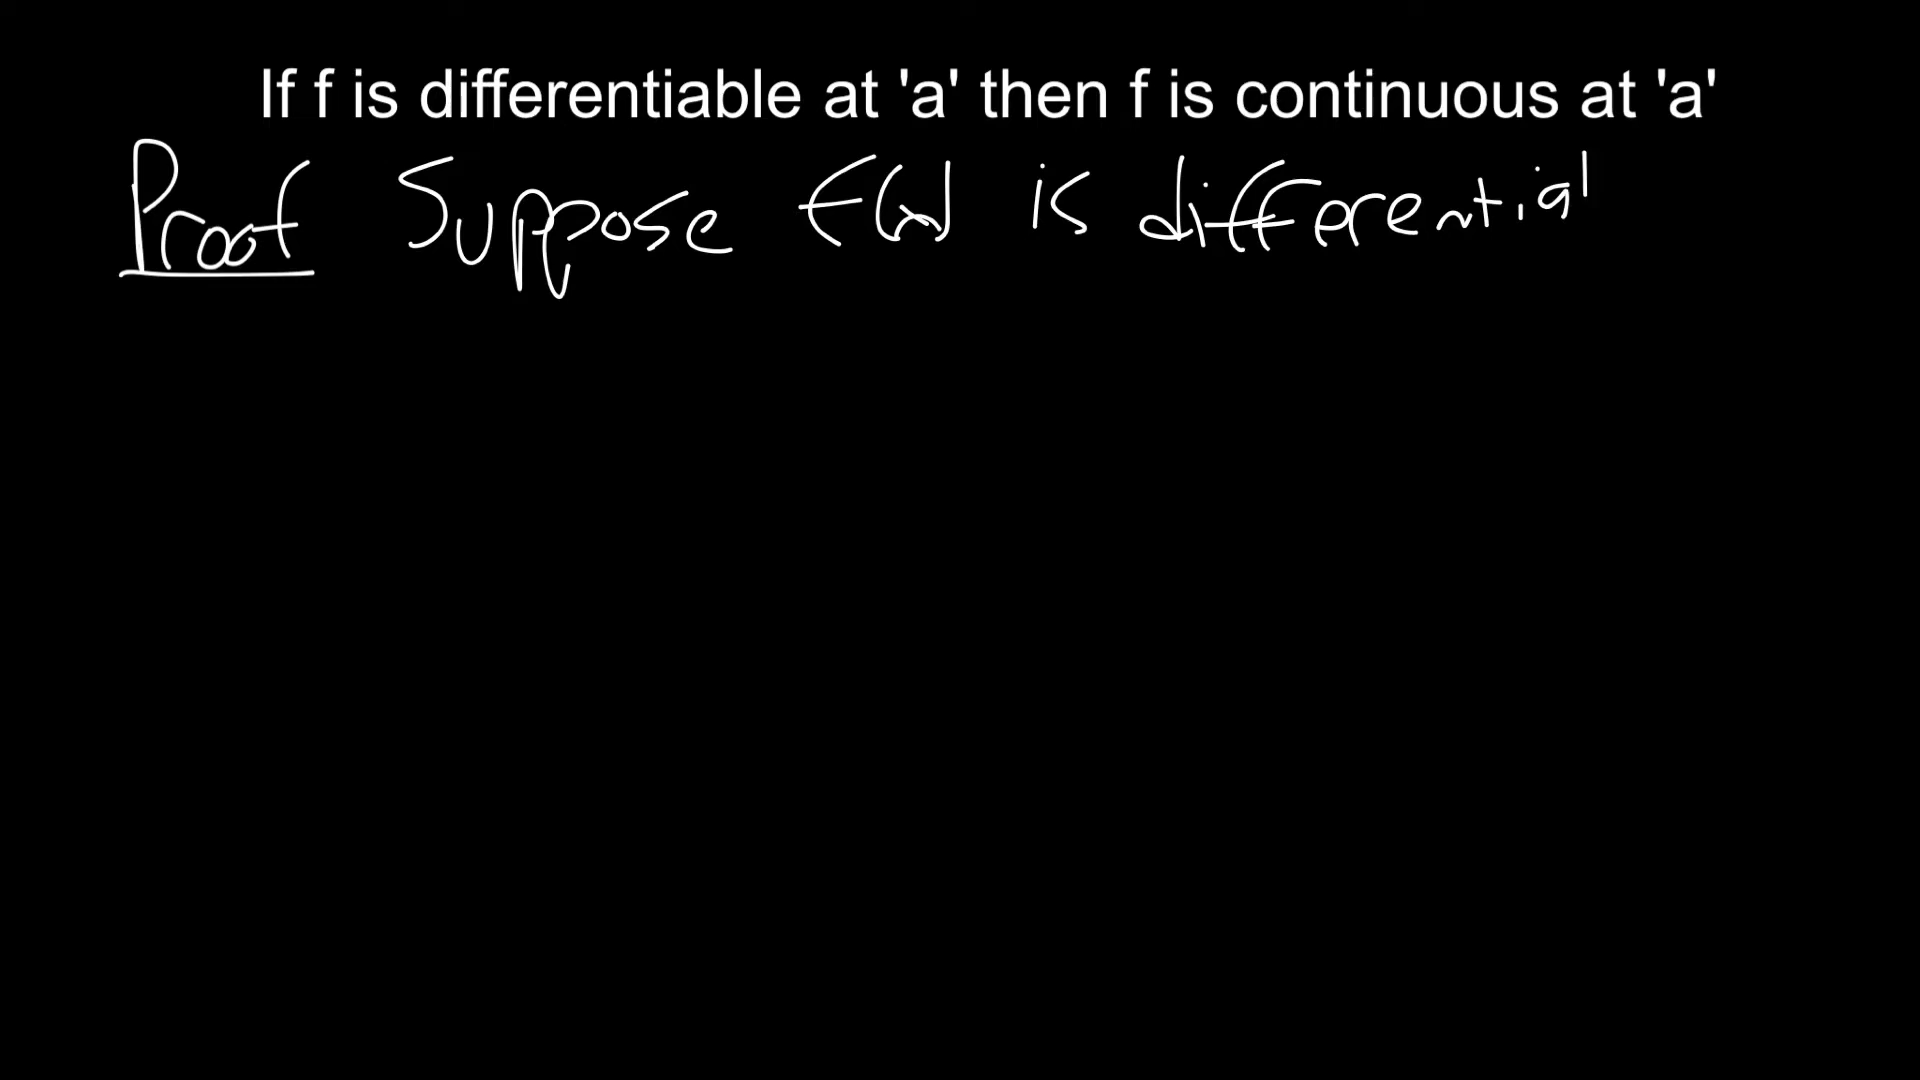 If f is differentiable at 'a' then f is continuous at 'a'
Proof Suppose f(x) is differential